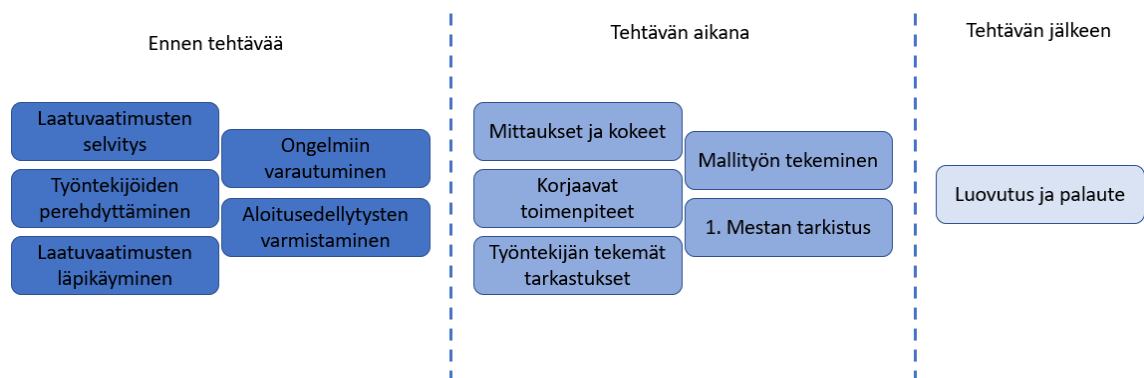 Ennen tehtävää
Laatuvaatimusten
selvitys
Työntekijöiden
perehdyttäminen
Laatuvaatimusten
läpikäyminen
Ongelmiin
varautuminen
Aloitusedellytysten
varmistaminen
Tehtävän aikana
Mittaukset ja kokeet
Korjaavat
toimenpiteet
Työntekijän tekemät
tarkastukset
Mallityön tekeminen
1. Mestan tarkistus
Tehtävän jälkeen
Luovutus ja palaute